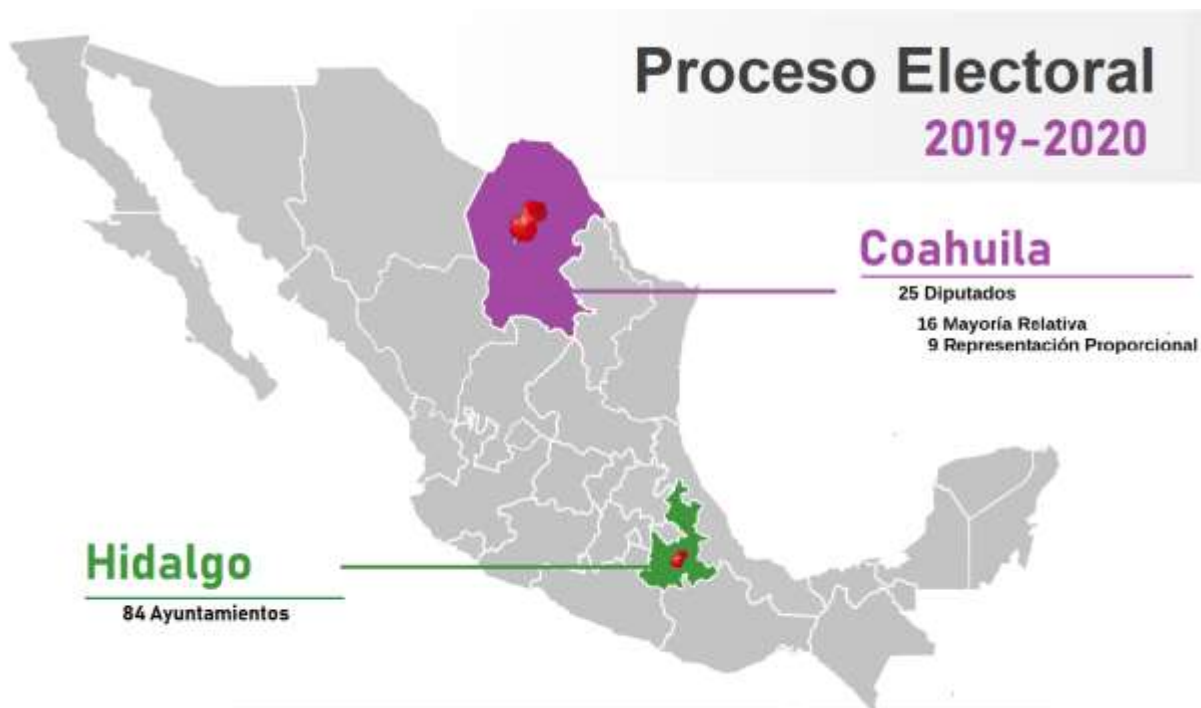 Proceso Electoral
2019-2020
Coahuila
25 Diputados
16 Mayoría Relativa
9 Representación Proporcional
Hidalgo
84 Ayuntamientos